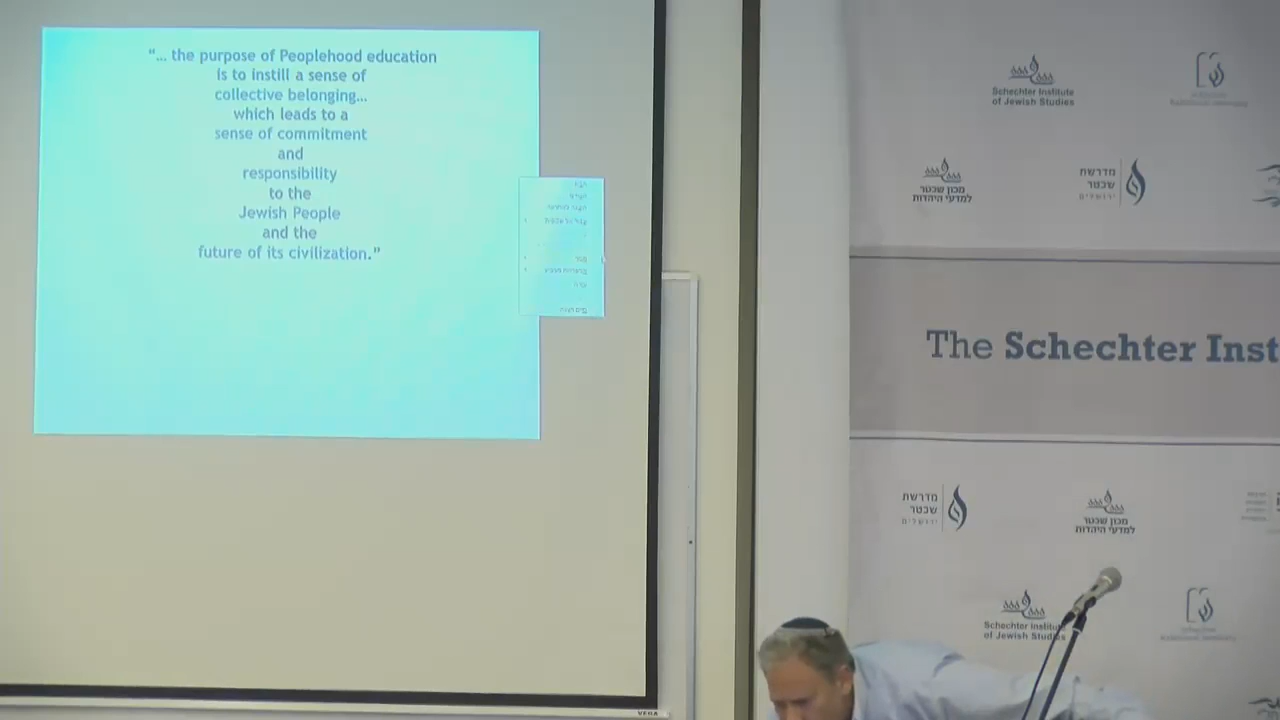 “... the purpose of Peoplehood education
is to instill a sense of
collective belonging...
which leads to a
sense of commitment
and
responsibility
to the
Jewish People
and the
future of its civilization.”
Schechter Institute
of Jewish Studies
מכון שכטר
למדעי היהדות
מדרשת
שכטר
ירושלים
The Schechter Inst
מדרשת
שכטר
ירושלים
מכון שכטר
למדעי היהדות
Schechter Institute
of Jewish Studies